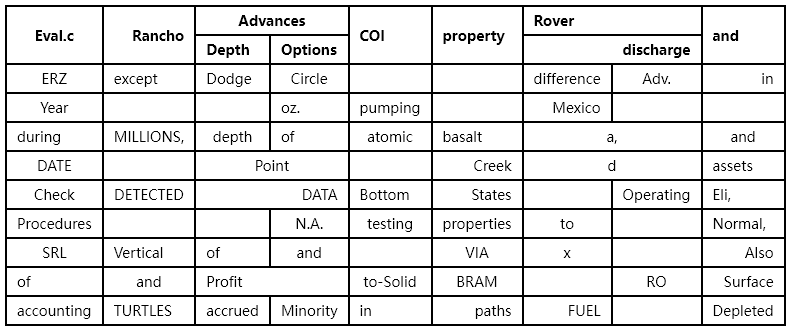 Eval.c Rancho Advances COI property Rover and
Depth Options discharge
ERZ except Dodge Circle difference Adv. in
Year oz. pumping Mexico
during MILLIONS, depth of atomic basalt a, and
DATE Point Creek d assets
Check DETECTED DATA Bottom States Operating Eli,
Procedures N.A. testing properties to Normal,
SRL Vertical of and VIA x Also
of and Profit to-Solid BRAM RO Surface
accounting TURTLES accrued Minority in paths FUEL Depleted